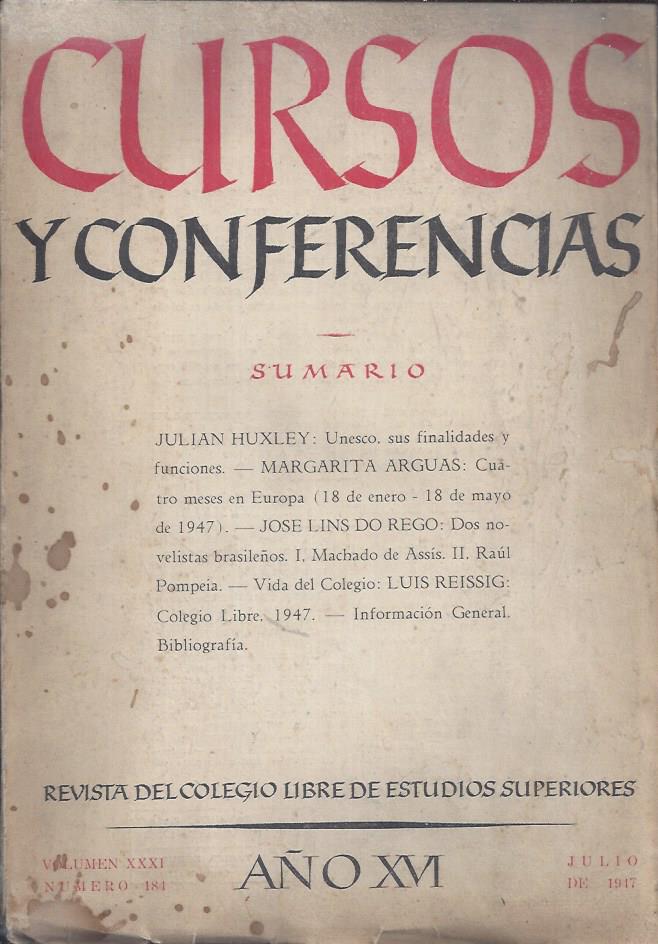 CURSOS
Y CONFERENCIAS
SUMARIO
JULIAN HUXLEY: Unesco, sus finalidades y
funciones. — MARGARITA ARGUAS: Cua-
tro meses en Europa (18 de enero - 18 de mayo
de 1947). — JOSE LINS DO REGO: Dos no-
velistas brasileños. I, Machado de Assís. II, Raúl
Pompeia. — Vida del Colegio: LUIS REISSIG:
Colegio Libre, 1947. — Información General.
Bibliografía.
REVISTA DEL COLEGIO LIBRE DE ESTUDIOS SUPERIORES
VOLUMEN XXXI
NUMERO 184
AÑO XVI
JULIO
DE 1947